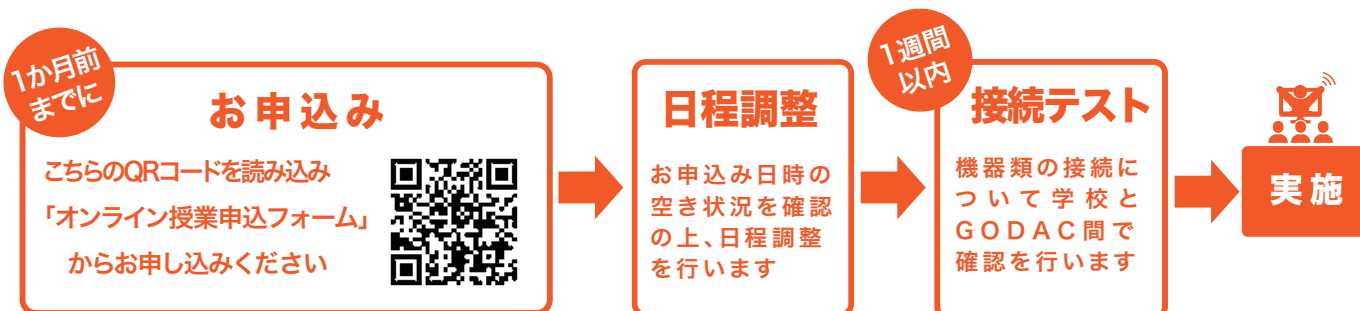 1か月前
までに
お申込み
こちらのQRコードを読み込み
「オンライン授業申込フォーム」
からお申し込みください
日程調整
お申込み日時の
空き状況を確認
の上、日程調整
を行います
1週間
以内
接続テスト
機器類の接続に
ついて学校と
GODAC間で
確認を行います
実施